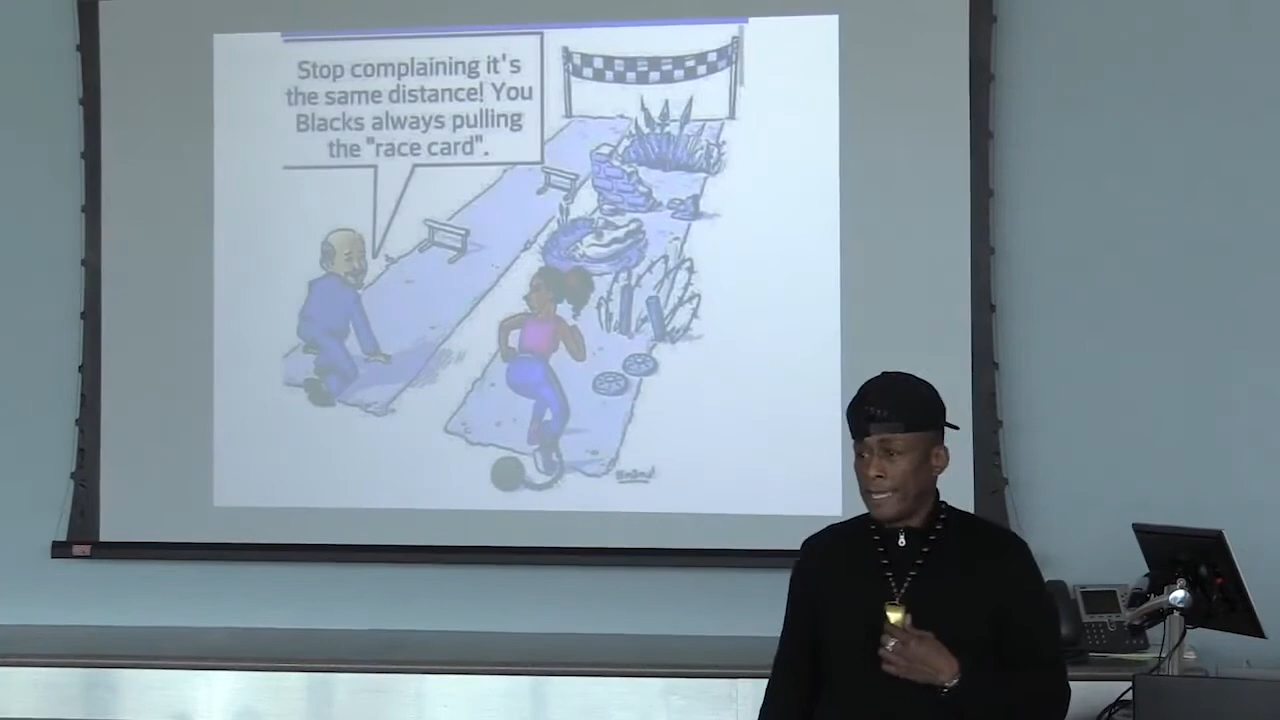 Stop complaining it's
the same distance! You
Blacks always pulling
the "race card".